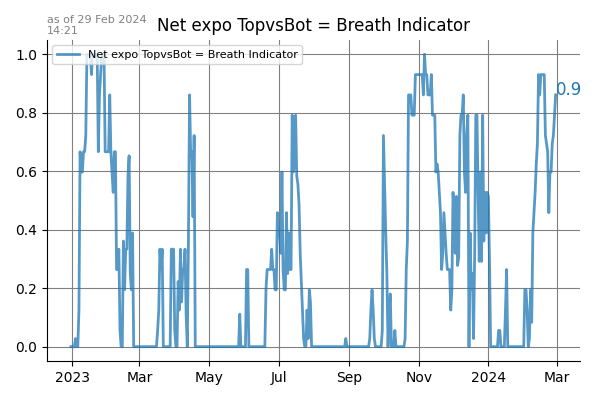 as of 29 Feb 2024
14:21
Net expo TopvsBot = Breath Indicator
Net expo TopvsBot = Breath Indicator
1.0
0.8
0.6
0.4
0.2
0.0
0.9
2023 Mar May Jul Sep Nov 2024 Mar